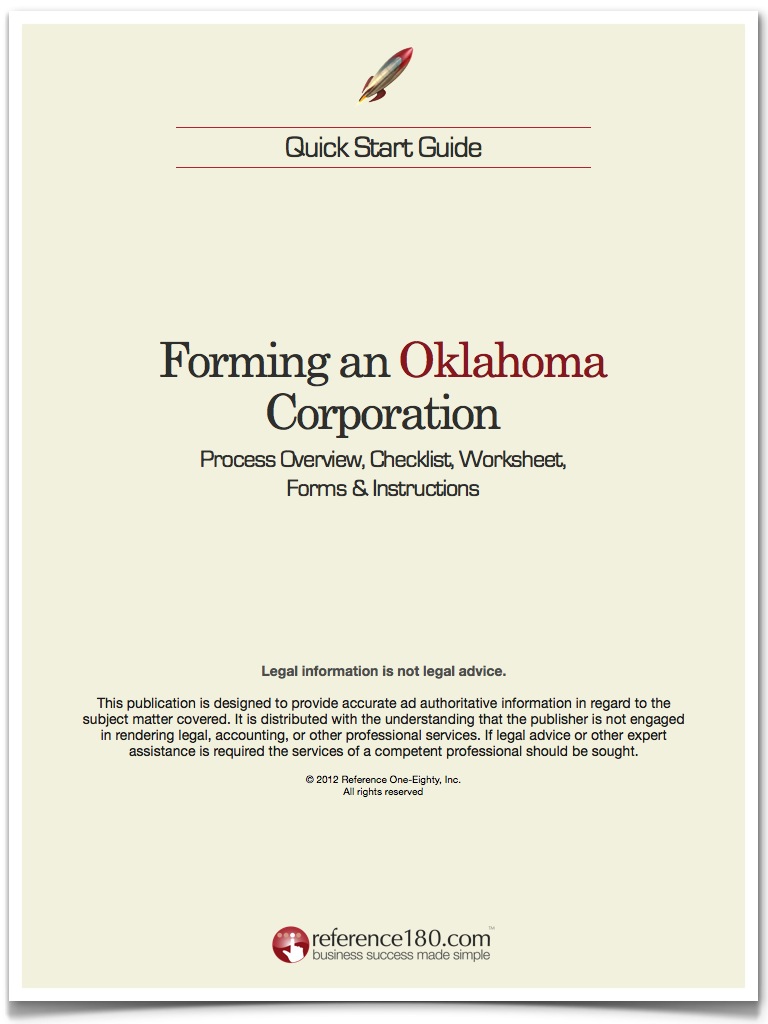 Quick Start Guide
Forming an Oklahoma
Corporation
Process Overview, Checklist, Worksheet,
Forms & Instructions
Legal information is not legal advice.
This publication is designed to provide accurate ad authoritative information in regard to the
subject matter covered. It is distributed with the understanding that the publisher is not engaged
in rendering legal, accounting, or other professional services. If legal advice or other expert
assistance is required the services of a competent professional should be sought.
© 2012 Reference One-Eighty, Inc.
All rights reserved
reference180.com™
business success made simple